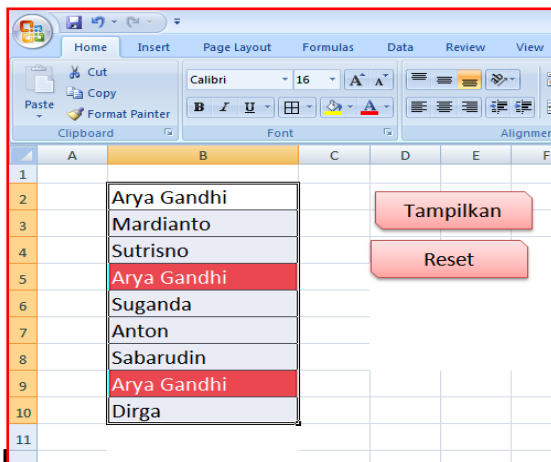 Home Insert Page Layout Formulas Data Review View
Cut
Copy
Format Painter
Paste
Clipboard
Calibri 16 A A
B I U A
Font
Alignmen
A B C D E F
1
2 Arya Gandhi
3 Mardianto
4 Sutrisno
5 Arya Gandhi
6 Suganda
7 Anton
8 Sabarudin
9 Arya Gandhi
10 Dirga
11
Tampilkan
Reset